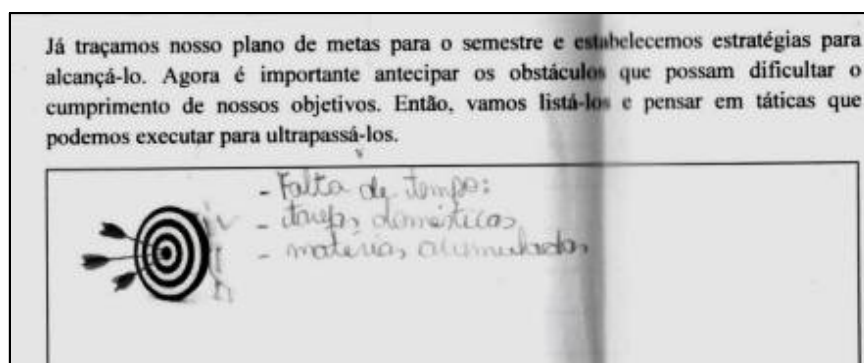 Já traçamos nosso plano de metas para o semestre e estabelecemos estratégias para
alcançá-lo. Agora é importante antecipar os obstáculos que possam dificultar o
cumprimento de nossos objetivos. Então, vamos listá-los e pensar em táticas que
podemos executar para ultrapassá-los.
- Falta de tempo:
- tarefas domésticas
- matérias acumuladas